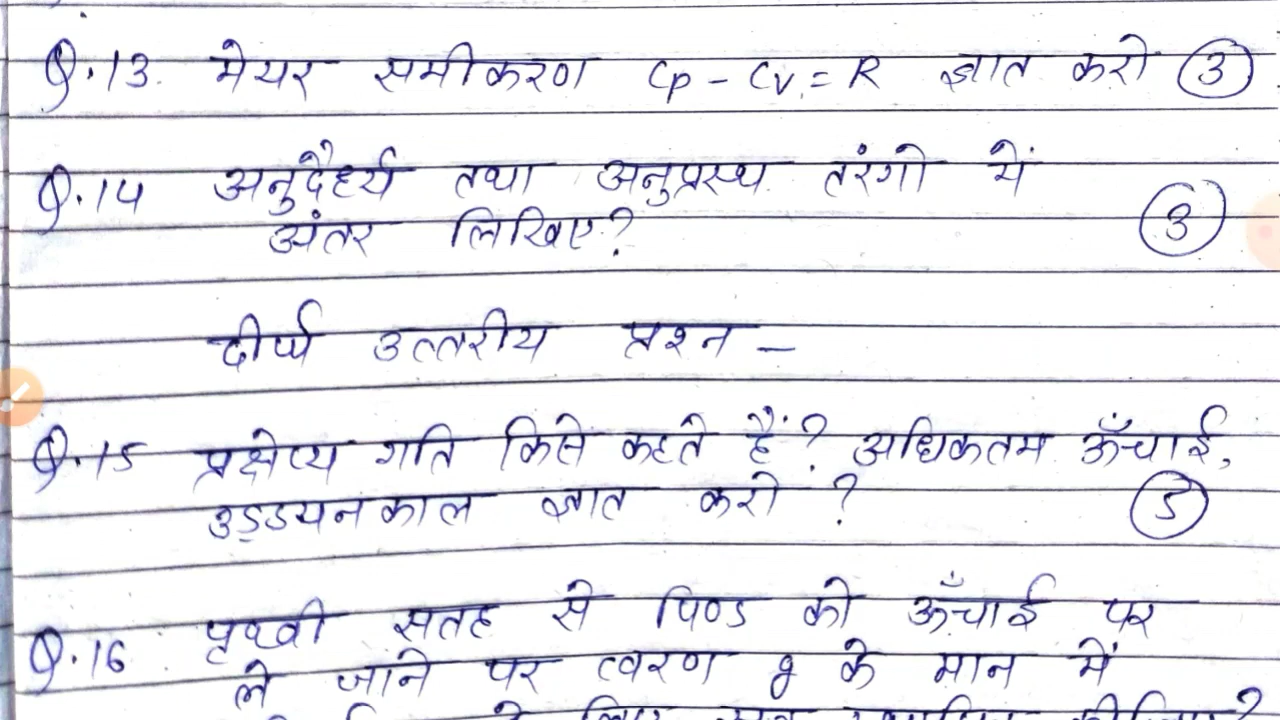 Q.13. मेयर समीकरण Cp - Cv = R ज्ञात करो (3)
Q.14 अनुदैर्ध्य तथा अनुप्रस्थ तरंगो में
अंतर लिखिए? (3)
दीर्घ उत्तरीय प्रश्न -
Q.15 प्रक्षेप्य गति किसे कहते हैं? अधिकतम ऊँचाई,
उड्डयनकाल ज्ञात करो ? (5)
Q.16 पृथ्वी सतह से पिण्ड को ऊँचाई पर
ले जाने पर त्वरण g के मान में